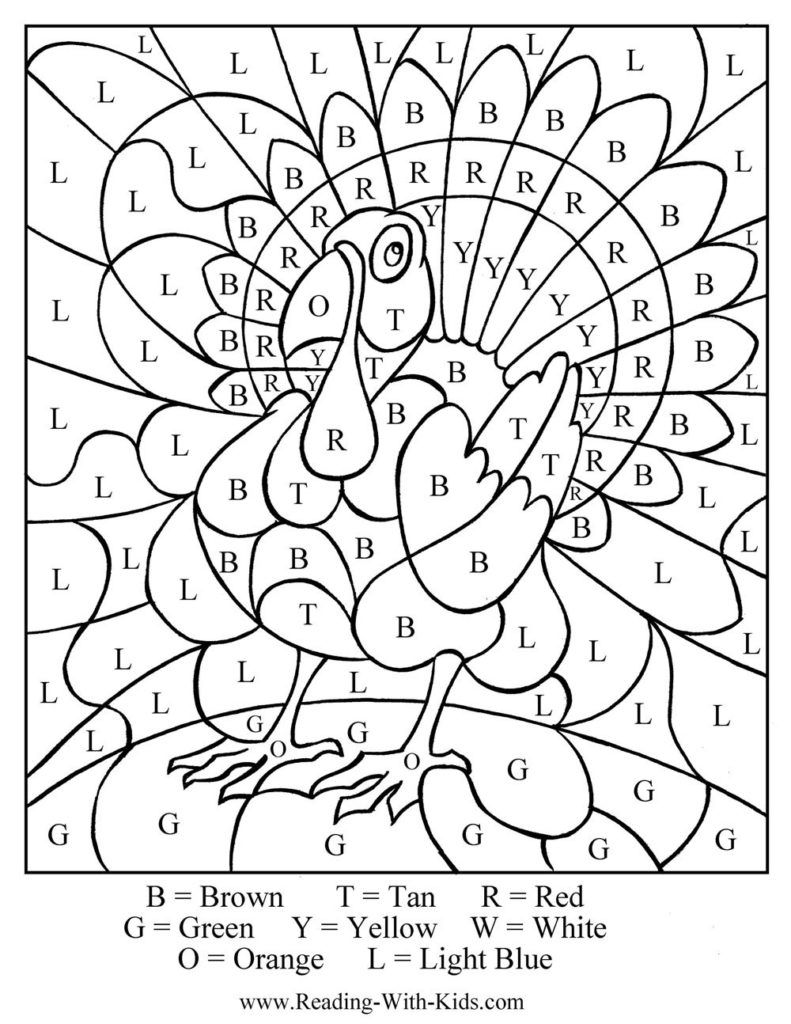 L
L L L
L L L L
L
L B B B
B
L B L
L B R R R R
L R Y R B
B L
R Y Y Y R
L B R O Y B
L T R
L B R Y Y B
T B Y R
B R Y L
L B Y R B
L R T L
T R B
L B T B R L
B L
L B B B B
L L L
T B L L
L L
L L L
L L L L
L G G
O O G
G
G G G G G G
B = Brown T = Tan R = Red
G = Green Y = Yellow W = White
O = Orange L = Light Blue
www.Reading-With-Kids.com